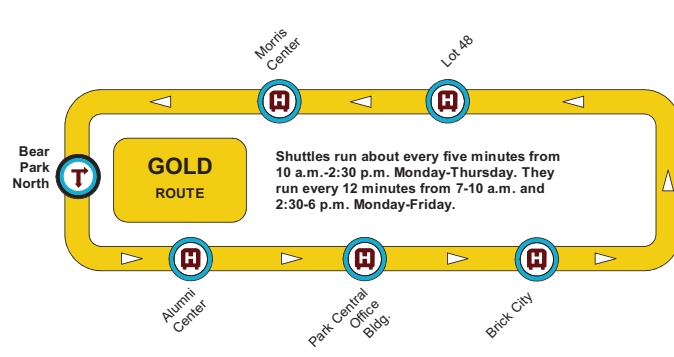 Morris
Center
Lot 48
Bear
Park
North
T
GOLD
ROUTE
Shuttles run about every five minutes from
10 a.m.-2:30 p.m. Monday-Thursday. They
run every 12 minutes from 7-10 a.m. and
2:30-6 p.m. Monday-Friday.
Alumni
Center
Park Central
Office
Bldg.
Brick City